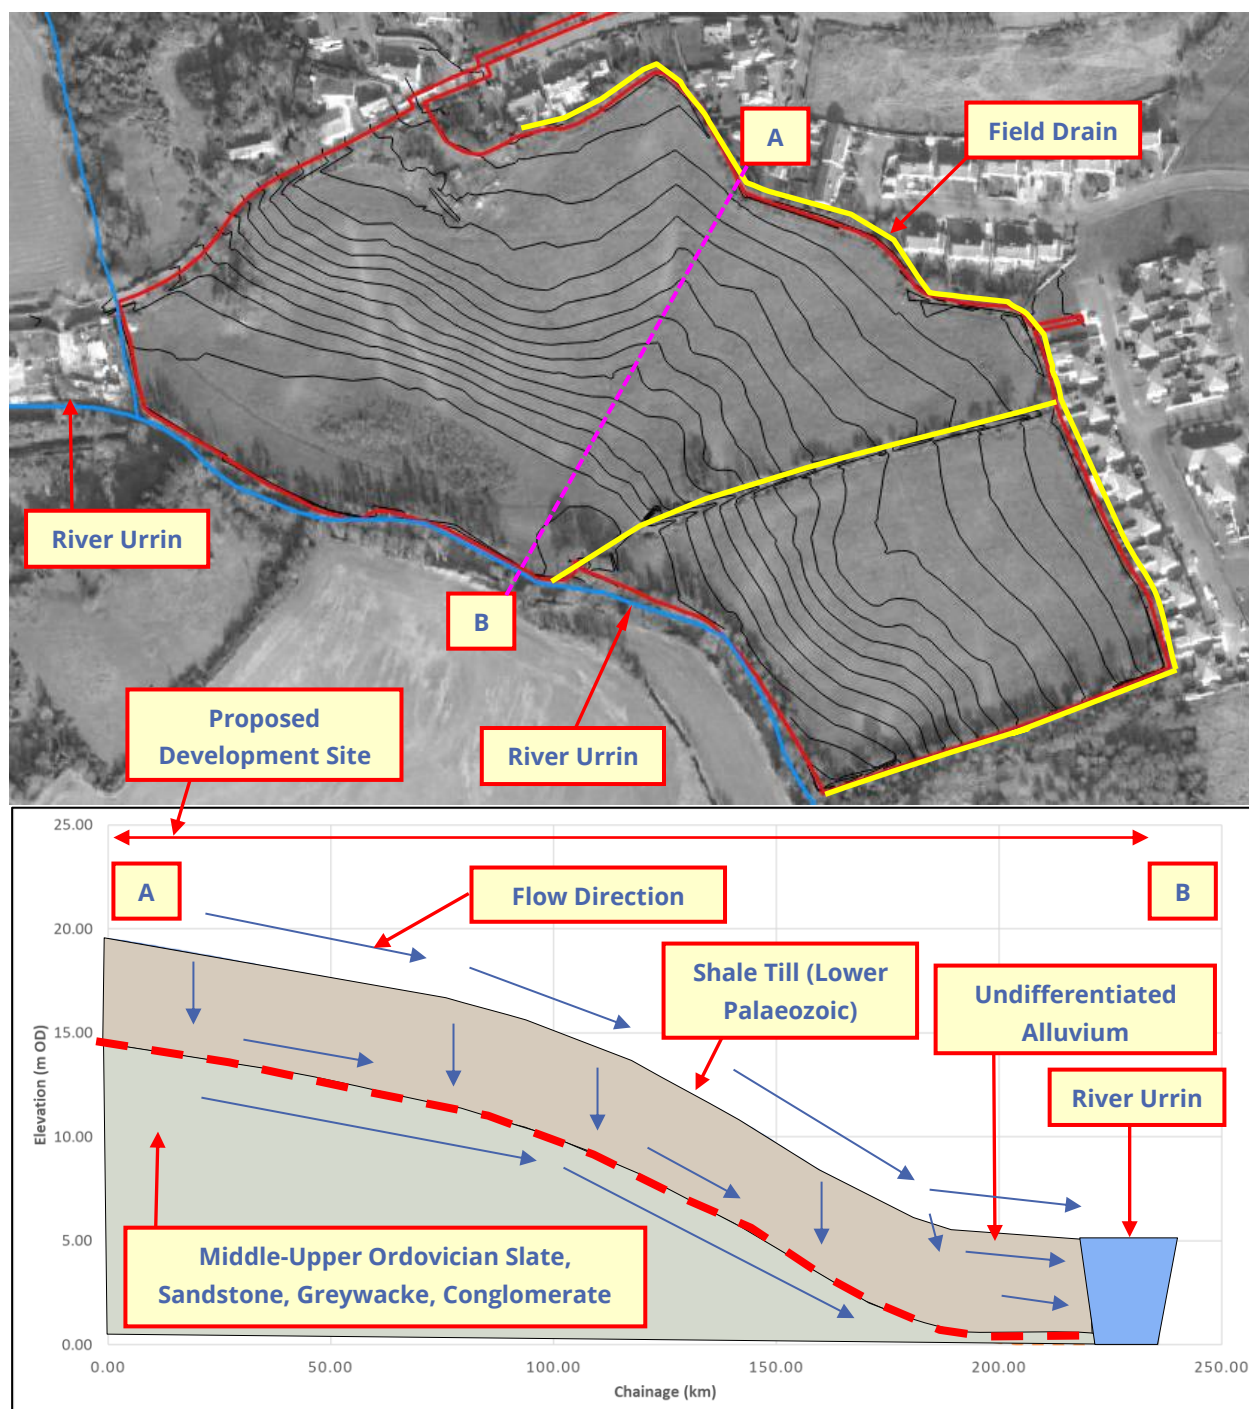 A
Field Drain
River Urrin
B
River Urrin
Proposed
Development Site
25.00
20.00
15.00
10.00
5.00
0.00
Elevation (m OD)
A
Flow Direction
B
Shale Till (Lower
Palaeozoic)
Undifferentiated
Alluvium
River Urrin
Middle-Upper Ordovician Slate,
Sandstone, Greywacke, Conglomerate
0.00 50.00 100.00 150.00 200.00 250.00
Chainage (km)